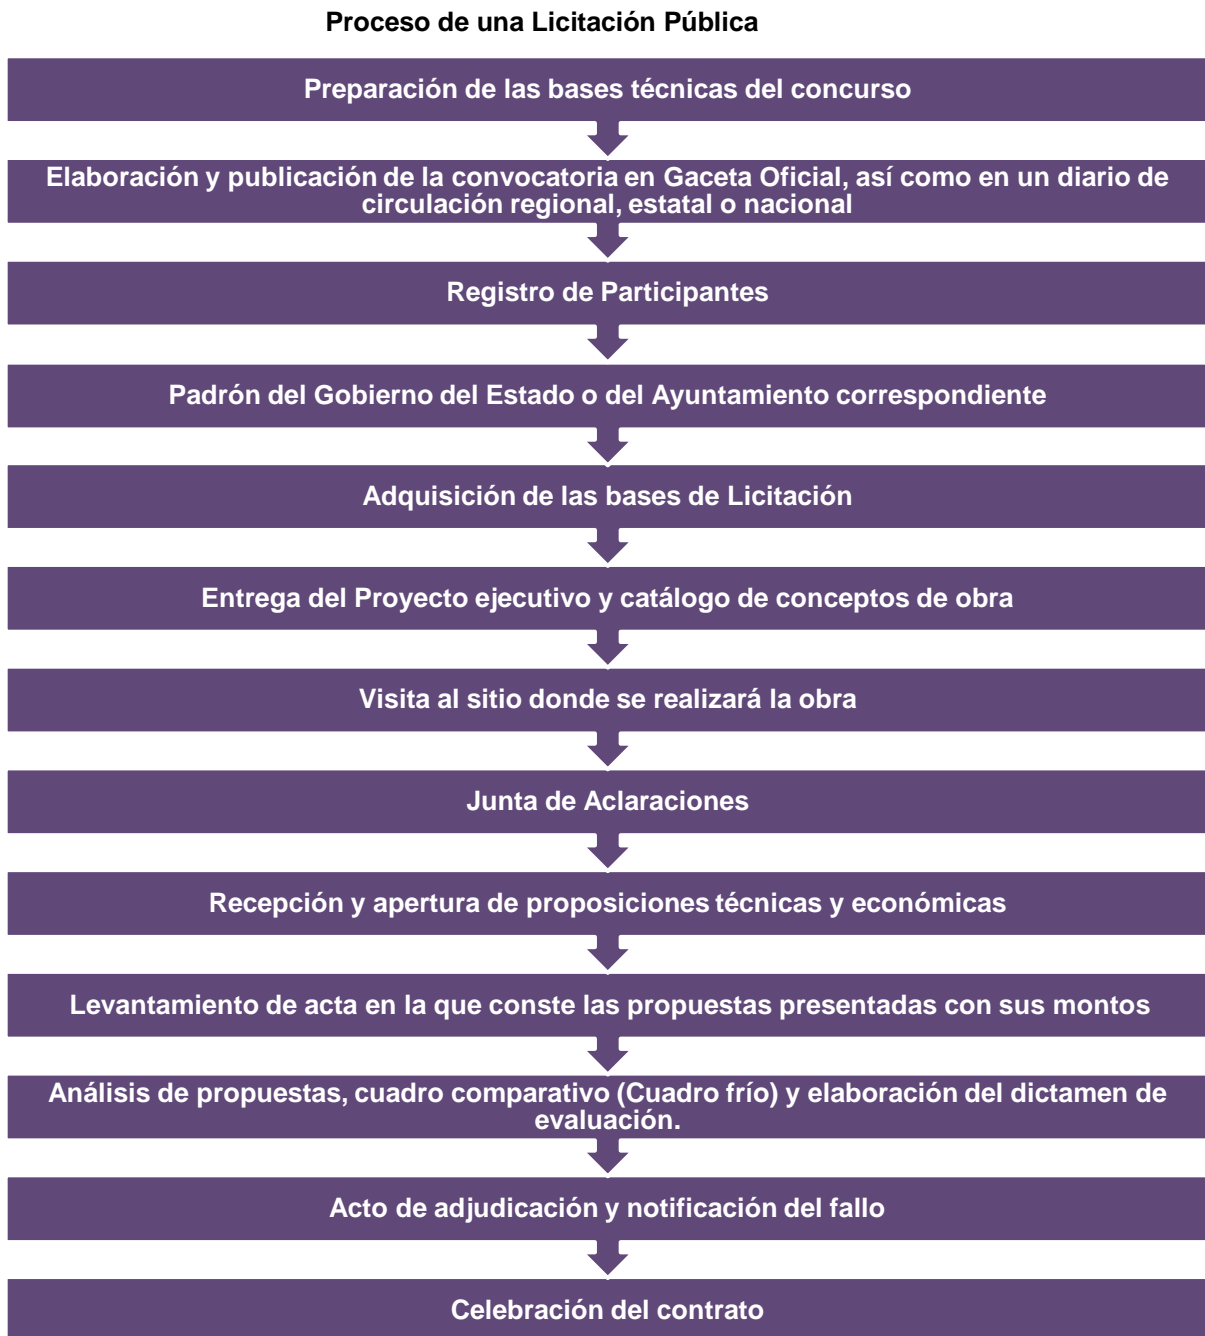 Proceso de una Licitación Pública
Preparación de las bases técnicas del concurso
Elaboración y publicación de la convocatoria en Gaceta Oficial, así como en un diario de
circulación regional, estatal o nacional
Registro de Participantes
Padrón del Gobierno del Estado o del Ayuntamiento correspondiente
Adquisición de las bases de Licitación
Entrega del Proyecto ejecutivo y catálogo de conceptos de obra
Visita al sitio donde se realizará la obra
Junta de Aclaraciones
Recepción y apertura de proposiciones técnicas y económicas
Levantamiento de acta en la que conste las propuestas presentadas con sus montos
Análisis de propuestas, cuadro comparativo (Cuadro frío) y elaboración del dictamen de
evaluación.
Acto de adjudicación y notificación del fallo
Celebración del contrato